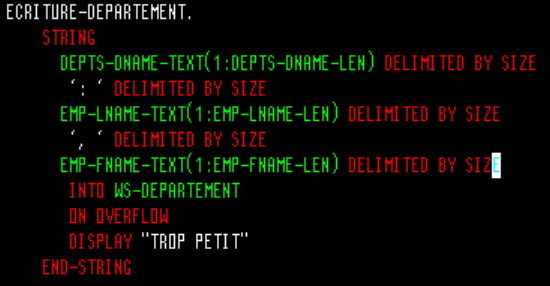 ECRITURE-DEPARTEMENT.
STRING
DEPTS-DNAME-TEXT(1:DEPTS-DNAME-LEN) DELIMITED BY SIZE
‘: ‘ DELIMITED BY SIZE
EMP-LNAME-TEXT(1:EMP-LNAME-LEN) DELIMITED BY SIZE
‘, ‘ DELIMITED BY SIZE
EMP-FNAME-TEXT(1:EMP-FNAME-LEN) DELIMITED BY SIZE
INTO WS-DEPARTEMENT
ON OVERFLOW
DISPLAY "TROP PETIT"
END-STRING